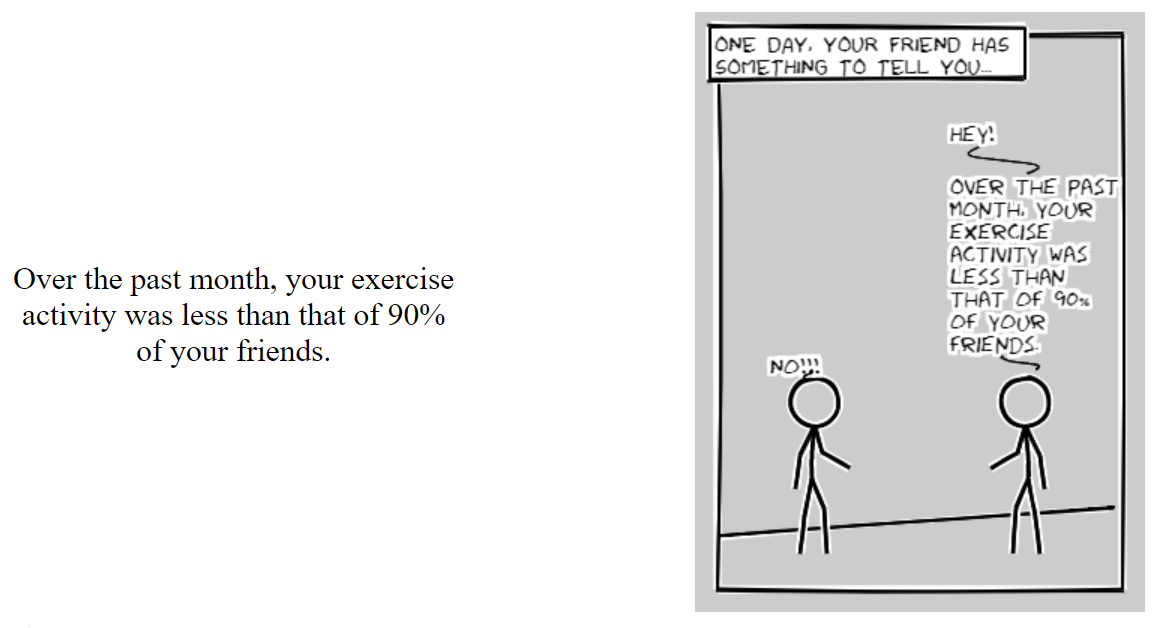 Over the past month, your exercise
activity was less than that of 90%
of your friends.
ONE DAY, YOUR FRIEND HAS
SOMETHING TO TELL YOU...
HEY!
OVER THE PAST
MONTH, YOUR
EXERCISE
ACTIVITY WAS
LESS THAN
THAT OF 90%
OF YOUR
FRIENDS.
NO!!!